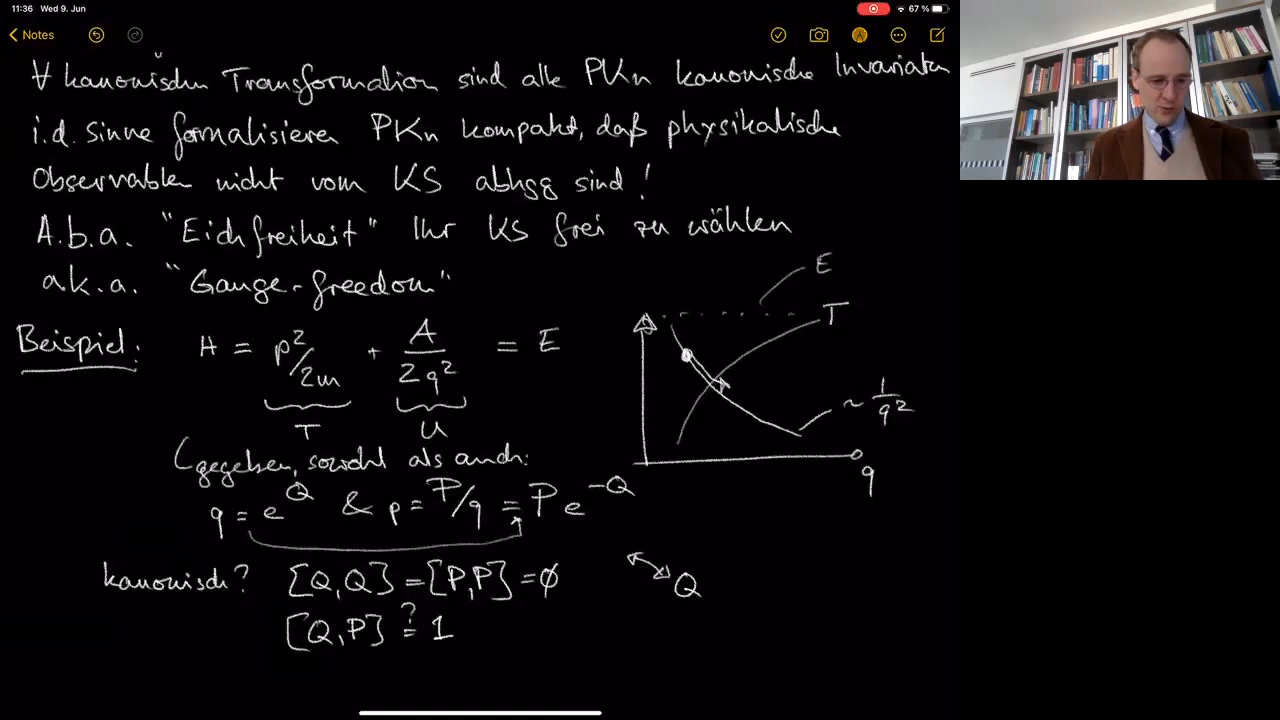 11:36 Wed 9. Jun
67 %
Notes
∀ kanonischen Transformation sind alle PKn kanonische Invariaten
i.d. Sinne formalisieren PKn kompakt, daß physikalische
Observablen nicht vom KS abhgg sind!
A.b.a. "Eichfreiheit" Ihr KS frei zu wählen
a.k.a. "Gauge-freedom"
Beispiel: H = p²/2m + A/2q² = E
T U
(gegeben, sowohl als auch:
q = e^Q & p = P/q = P e^-Q
kanonisch? [Q,Q] = [P,P] = ∅
[Q,P] ?= 1
E
T
~ 1/q²
q
Q